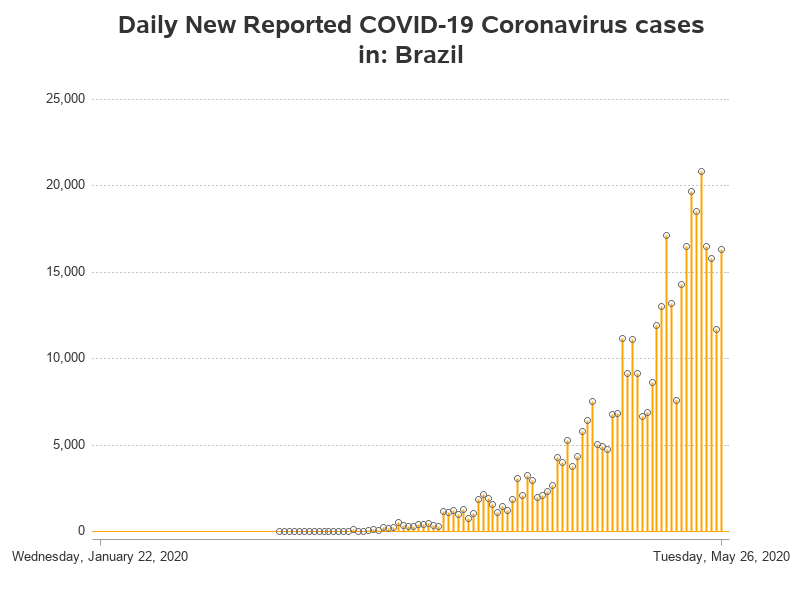 Daily New Reported COVID-19 Coronavirus cases
in: Brazil
25,000
20,000
15,000
10,000
5,000
0
Wednesday, January 22, 2020
Tuesday, May 26, 2020